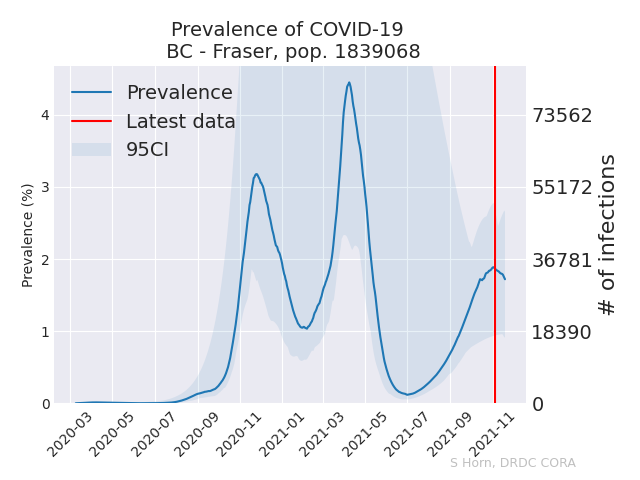 Prevalence of COVID-19
BC - Fraser, pop. 1839068
Prevalence
Latest data
95CI
Prevalence (%)
4
3
2
1
0
73562
55172
36781
18390
0
# of infections
2020-03
2020-05
2020-07
2020-09
2020-11
2021-01
2021-03
2021-05
2021-07
2021-09
2021-11
S Horn, DRDC CORA